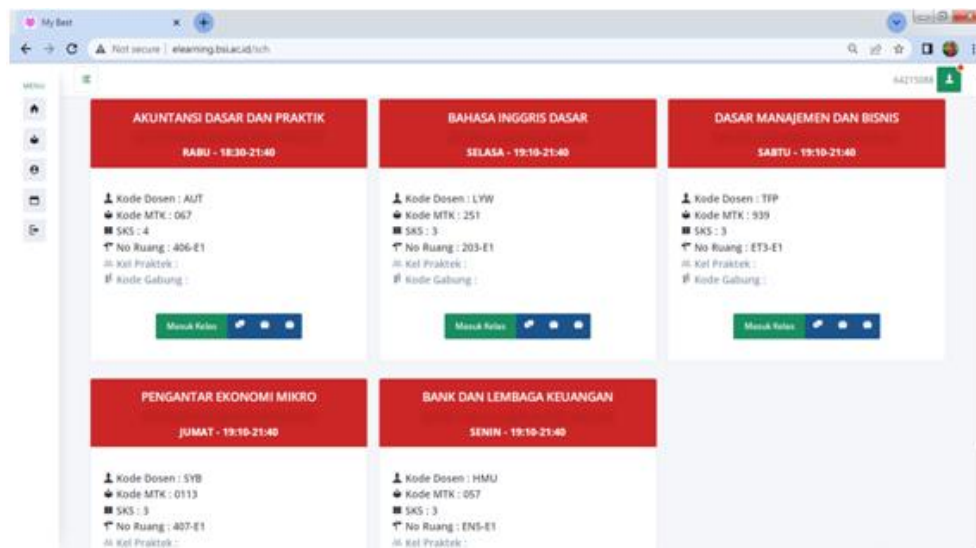 My Best
Not secure | elearning.bsi.ac.id/sch
MENU
64215088
AKUNTANSI DASAR DAN PRAKTIK
RABU - 18:30-21:40
Kode Dosen : AUT
Kode MTK : 067
SKS : 4
No Ruang : 406-E1
Kel Praktek :
Kode Gabung :
Masuk Kelas
BAHASA INGGRIS DASAR
SELASA - 19:10-21:40
Kode Dosen : LYW
Kode MTK : 251
SKS : 3
No Ruang : 203-E1
Kel Praktek :
Kode Gabung :
Masuk Kelas
DASAR MANAJEMEN DAN BISNIS
SABTU - 19:10-21:40
Kode Dosen : TFP
Kode MTK : 939
SKS : 3
No Ruang : ET3-E1
Kel Praktek :
Kode Gabung :
Masuk Kelas
PENGANTAR EKONOMI MIKRO
JUMAT - 19:10-21:40
Kode Dosen : SYB
Kode MTK : 0113
SKS : 3
No Ruang : 407-E1
Kel Praktek :
BANK DAN LEMBAGA KEUANGAN
SENIN - 19:10-21:40
Kode Dosen : HMU
Kode MTK : 057
SKS : 3
No Ruang : EN5-E1
Kel Praktek :